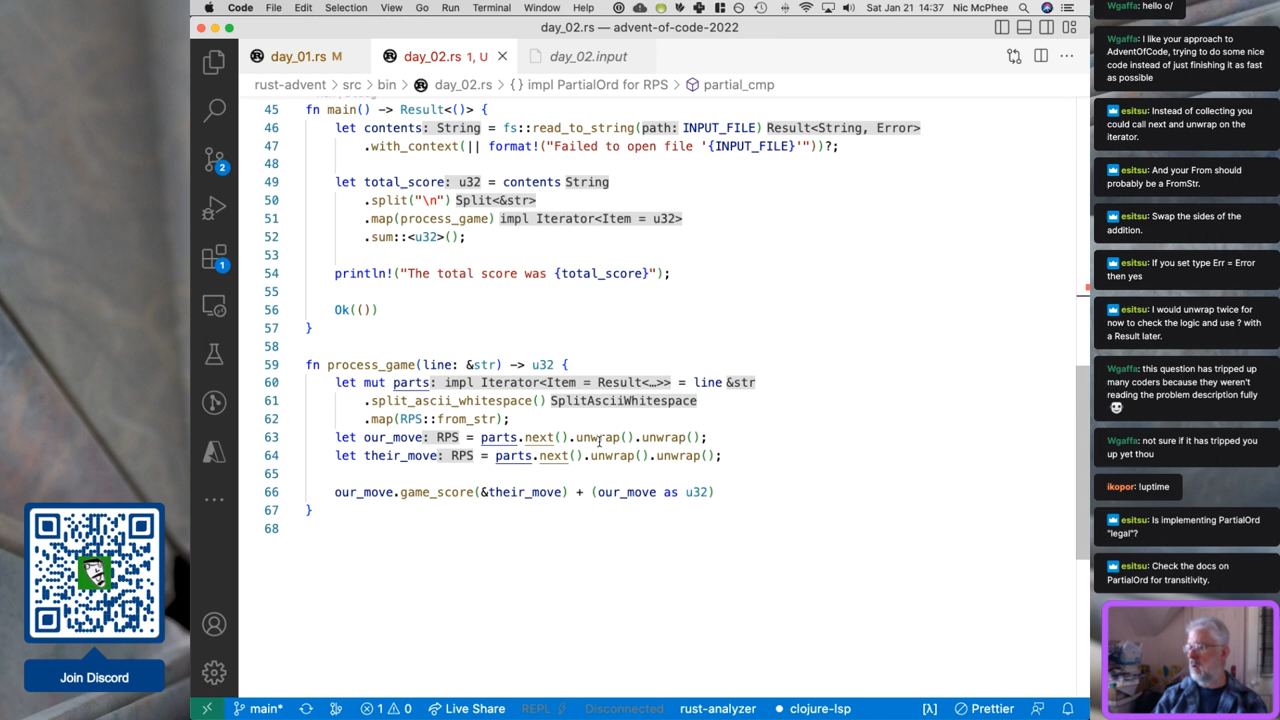 Code File Edit Selection View Go Run Terminal Window Help Sat Jan 21 14:37 Nic McPhee
day_02.rs — advent-of-code-2022
day_01.rs M
day_02.rs 1, U
day_02.input
rust-advent > src > bin > day_02.rs > {} impl PartialOrd for RPS > partial_cmp
45 fn main() -> Result<()> {
46 let contents: String = fs::read_to_string(path: INPUT_FILE) Result<String, Error>
47 .with_context(|| format!("Failed to open file '{INPUT_FILE}'"))?;
48
49 let total_score: u32 = contents String
50 .split("\n") Split<&str>
51 .map(process_game) impl Iterator<Item = u32>
52 .sum::<u32>();
53
54 println!("The total score was {total_score}");
55
56 Ok(())
57 }
58
59 fn process_game(line: &str) -> u32 {
60 let mut parts: impl Iterator<Item = Result<…>> = line &str
61 .split_ascii_whitespace() SplitAsciiWhitespace
62 .map(RPS::from_str);
63 let our_move: RPS = parts.next().unwrap().unwrap();
64 let their_move: RPS = parts.next().unwrap().unwrap();
65
66 our_move.game_score(&their_move) + (our_move as u32)
67 }
68
2
1
Join Discord
main* 1 0 Live Share REPL Disconnected rust-analyzer clojure-lsp [λ] Prettier
Wgaffa: hello o/
Wgaffa: I like your approach to
AdventOfCode, trying to do some nice
code instead of just finishing it as fast
as possible
esitsu: Instead of collecting you
could call next and unwrap on the
iterator.
esitsu: And your From should
probably be a FromStr.
esitsu: Swap the sides of the
addition.
esitsu: If you set type Err = Error
then yes
esitsu: I would unwrap twice for
now to check the logic and use ? with
a Result later.
Wgaffa: this question has tripped up
many coders because they weren't
reading the problem description fully
Wgaffa: not sure if it has tripped you
up yet thou
ikopor: !uptime
esitsu: Is implementing PartialOrd
"legal"?
esitsu: Check the docs on
PartialOrd for transitivity.